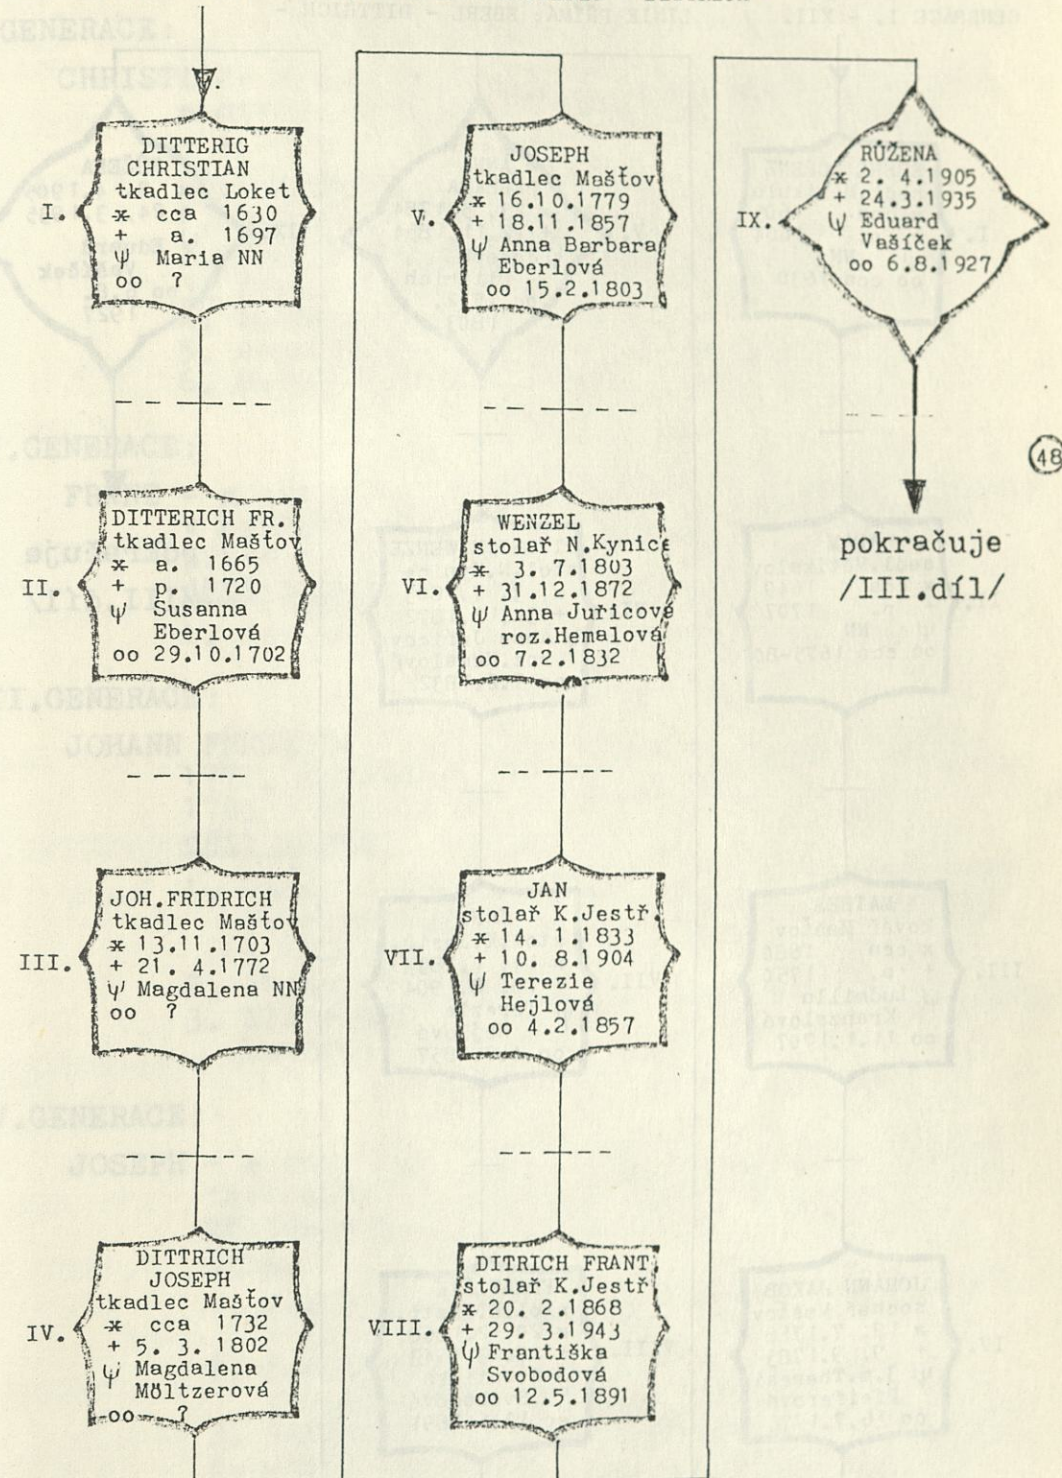 I.
DITTERIG
CHRISTIAN
tkadlec Loket
* cca 1630
+ a. 1697
Ψ Maria NN
oo ?
II.
DITTERICH FR.
tkadlec Mašťov
* a. 1665
+ p. 1720
Ψ Susanna
Eberlová
oo 29.10.1702
III.
JOH.FRIDRICH
tkadlec Mašťov
* 13.11.1703
+ 21. 4.1772
Ψ Magdalena NN
oo ?
IV.
DITTRICH
JOSEPH
tkadlec Mašťov
* cca 1732
+ 5. 3. 1802
Ψ Magdalena
Möltzerová
oo ?
V.
JOSEPH
tkadlec Mašťov
* 16.10.1779
+ 18.11.1857
Ψ Anna Barbara
Eberlová
oo 15.2.1803
VI.
WENZEL
stolař N.Kynice
* 3. 7.1803
+ 31.12.1872
Ψ Anna Juřicové
roz.Hemalová
oo 7.2.1832
VII.
JAN
stolař K.Jestř.
* 14. 1.1833
+ 10. 8.1904
Ψ Terezie
Hejlová
oo 4.2.1857
VIII.
DITRICH FRANT.
stolař K.Jestř
* 20. 2.1868
+ 29. 3.1943
Ψ Františka
Svobodová
oo 12.5.1891
IX.
RŮŽENA
* 2. 4.1905
+ 24.3.1935
Ψ Eduard
Vašíček
oo 6.8.1927
48
pokračuje
/III.díl/